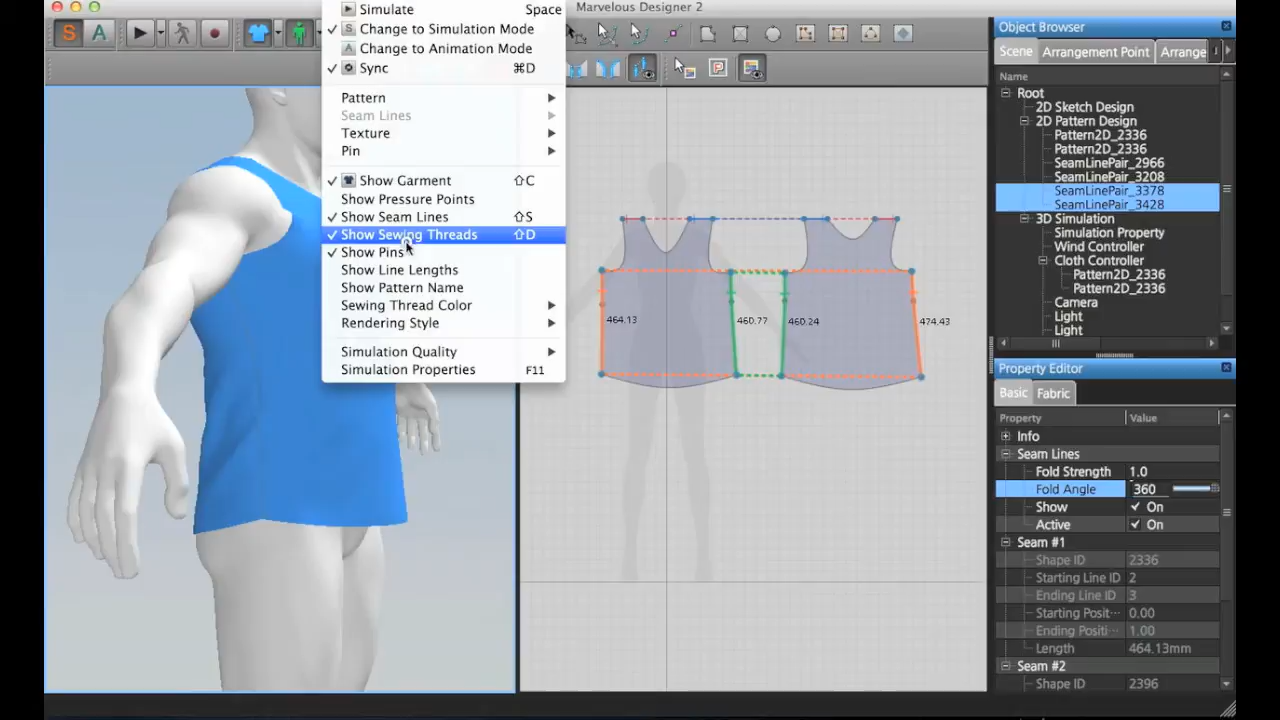 Marvelous Designer 2
S A
Simulate Space
Change to Simulation Mode
Change to Animation Mode
Sync ⌘D
Pattern
Seam Lines
Texture
Pin
Show Garment ⇧C
Show Pressure Points
Show Seam Lines ⇧S
Show Sewing Threads ⇧D
Show Pins
Show Line Lengths
Show Pattern Name
Sewing Thread Color
Rendering Style
Simulation Quality
Simulation Properties F11
464.13 460.77 460.24 474.43
Object Browser
Scene Arrangement Point Arrange
Name
Root
2D Sketch Design
2D Pattern Design
Pattern2D_2336
Pattern2D_2336
SeamLinePair_2966
SeamLinePair_3208
SeamLinePair_3378
SeamLinePair_3428
3D Simulation
Simulation Property
Wind Controller
Cloth Controller
Pattern2D_2336
Pattern2D_2336
Camera
Light
Light
Property Editor
Basic Fabric
Property Value
Info
Seam Lines
Fold Strength 1.0
Fold Angle 360
Show On
Active On
Seam #1
Shape ID 2336
Starting Line ID 2
Ending Line ID 3
Starting Posit··· 0.00
Ending Positi··· 1.00
Length 464.13mm
Seam #2
Shape ID 2396